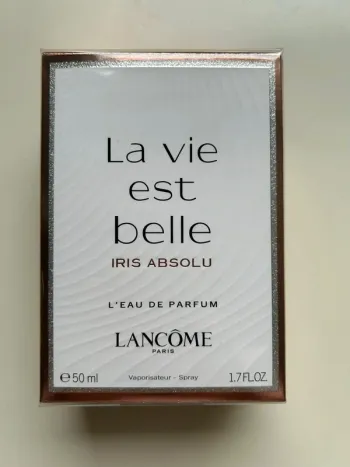 La vie
est
belle
IRIS ABSOLU
L'EAU DE PARFUM
LANCÔME
PARIS
℮ 50 ml Vaporisateur - Spray 1.7 FL.OZ